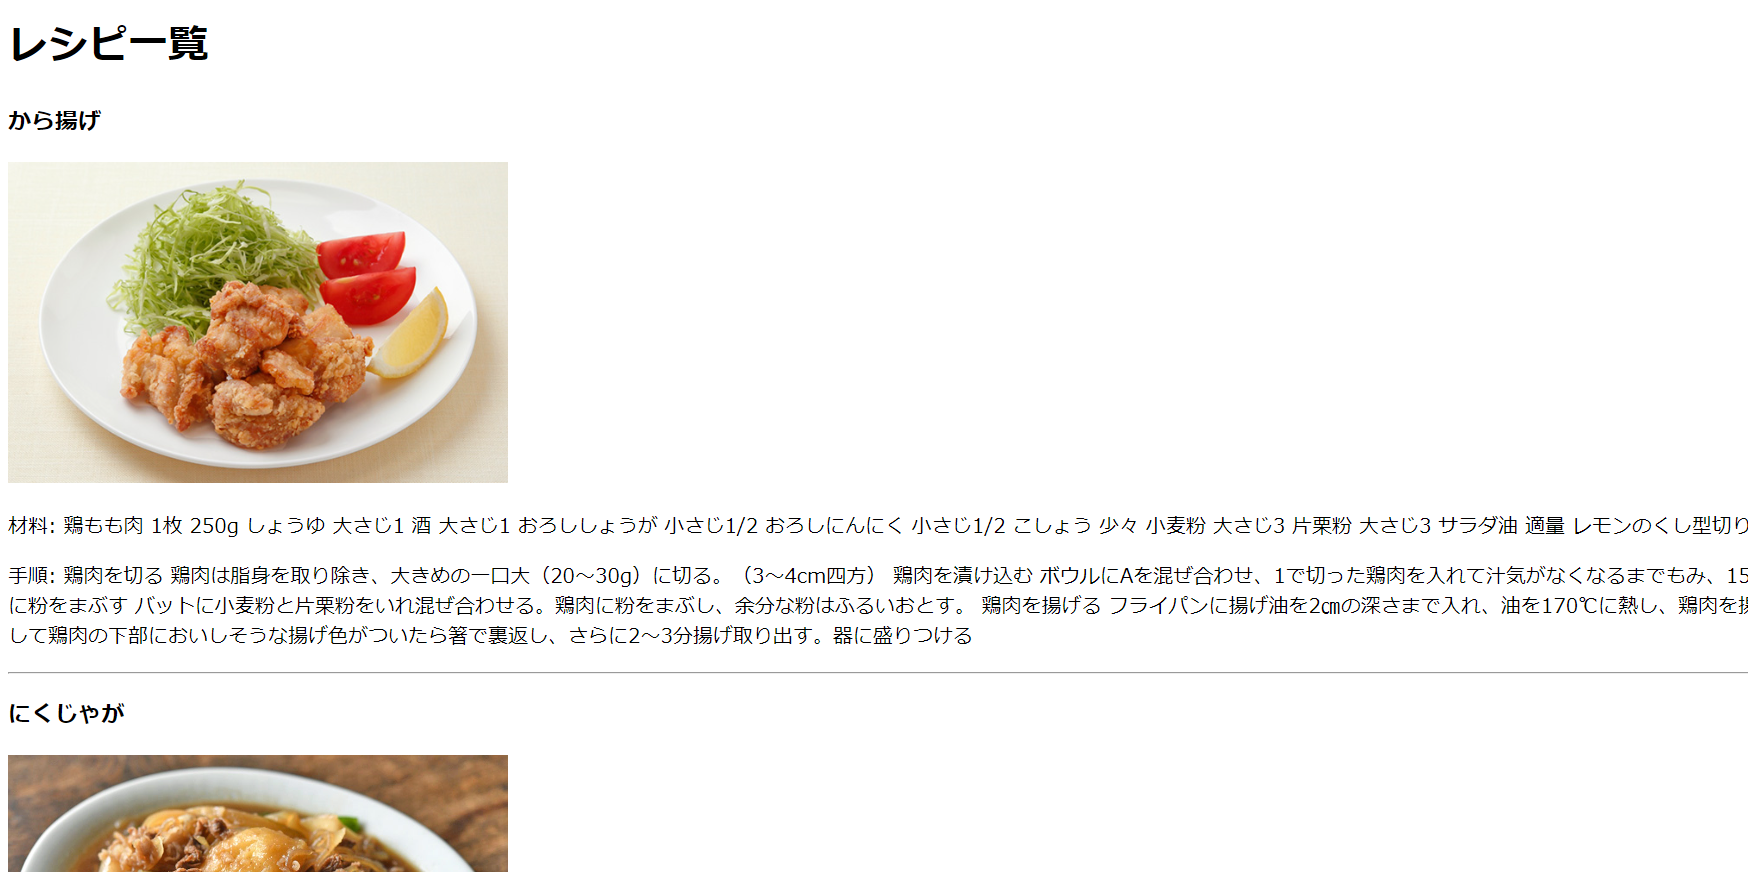 レシピ一覧
から揚げ
材料: 鶏もも肉 1枚 250g しょうゆ 大さじ1 酒 大さじ1 おろししょうが 小さじ1/2 おろしにんにく 小さじ1/2 こしょう 少々 小麦粉 大さじ3 片栗粉 大さじ3 サラダ油 適量 レモンのくし型切り
手順: 鶏肉を切る 鶏肉は脂身を取り除き、大きめの一口大（20～30g）に切る。（3～4cm四方） 鶏肉を漬け込む ボウルにAを混ぜ合わせ、1で切った鶏肉を入れて汁気がなくなるまでもみ、15
に粉をまぶす バットに小麦粉と片栗粉をいれ混ぜ合わせる。鶏肉に粉をまぶし、余分な粉はふるいおとす。 鶏肉を揚げる フライパンに揚げ油を2㎝の深さまで入れ、油を170℃に熱し、鶏肉を
して鶏肉の下部においしそうな揚げ色がついたら箸で裏返し、さらに2～3分揚げ取り出す。器に盛りつける
にくじゃが